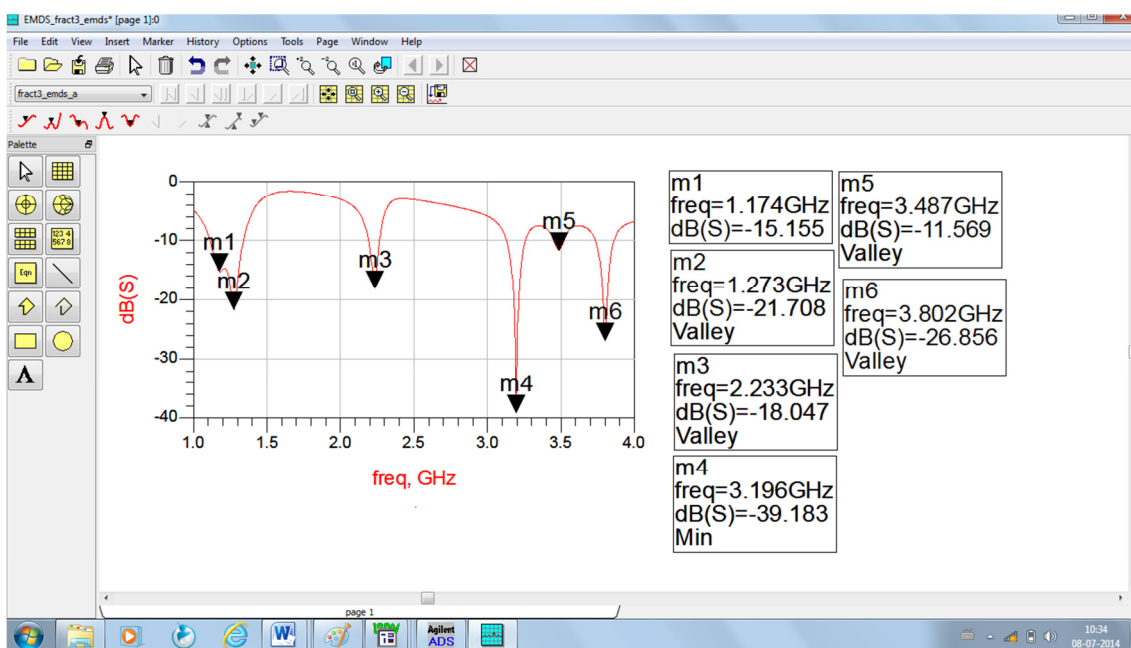 EMDS_fract3_emds* [page 1]:0
File Edit View Insert Marker History Options Tools Page Window Help
fract3_emds_a
Palette
123 4
567 8
Eqn
A
0
-10
-20
-30
-40
dB(S)
m1
m2
m3
m4
m5
m6
1.0 1.5 2.0 2.5 3.0 3.5 4.0
freq, GHz
m1
freq=1.174GHz
dB(S)=-15.155
m2
freq=1.273GHz
dB(S)=-21.708
Valley
m3
freq=2.233GHz
dB(S)=-18.047
Valley
m4
freq=3.196GHz
dB(S)=-39.183
Min
m5
freq=3.487GHz
dB(S)=-11.569
Valley
m6
freq=3.802GHz
dB(S)=-26.856
Valley
page 1
Agilent
ADS
10:34
08-07-2014